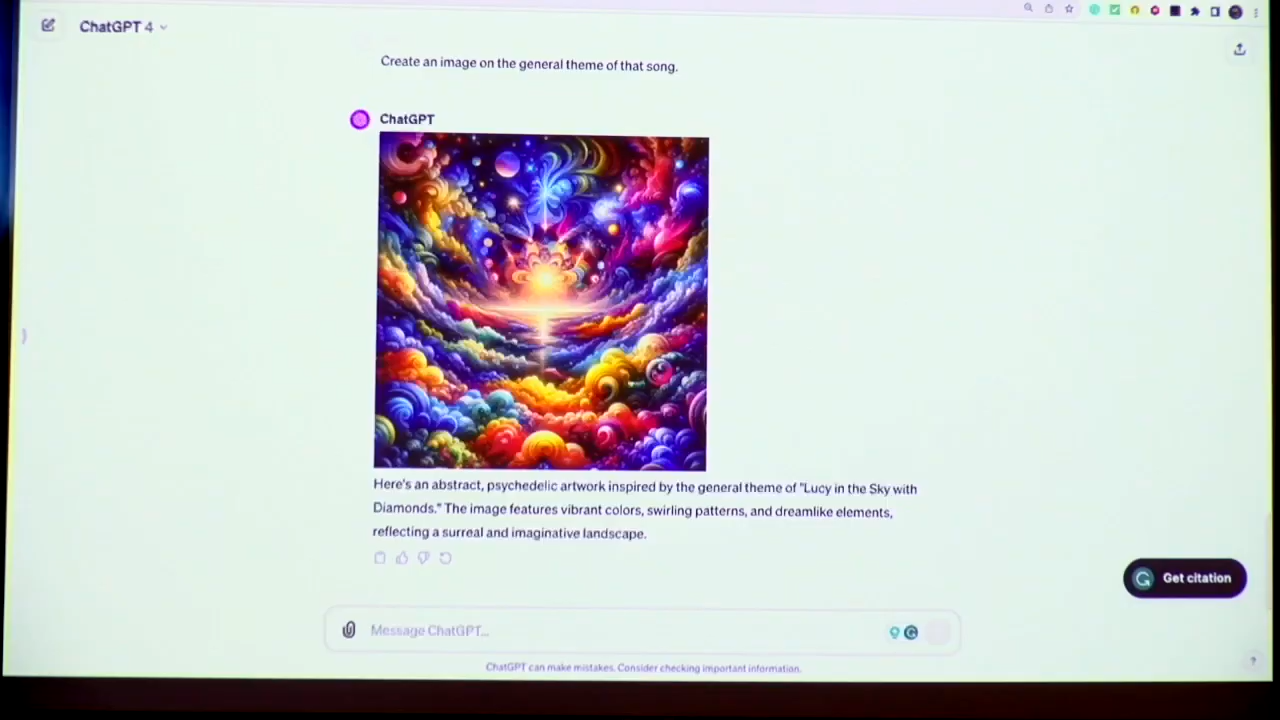 ChatGPT 4
Create an image on the general theme of that song.
ChatGPT
Here's an abstract, psychedelic artwork inspired by the general theme of "Lucy in the Sky with
Diamonds." The image features vibrant colors, swirling patterns, and dreamlike elements,
reflecting a surreal and imaginative landscape.
Get citation
Message ChatGPT...
ChatGPT can make mistakes. Consider checking important information.
?